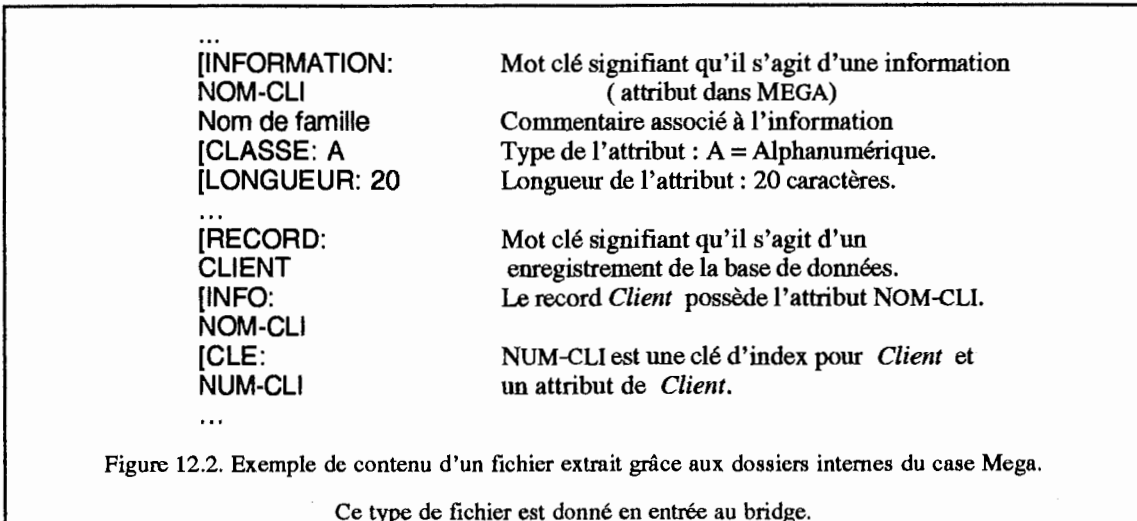 ...
[INFORMATION: Mot clé signifiant qu'il s'agit d'une information
NOM-CLI ( attribut dans MEGA)
Nom de famille Commentaire associé à l'information
[CLASSE: A Type de l'attribut : A = Alphanumérique.
[LONGUEUR: 20 Longueur de l'attribut : 20 caractères.
...
[RECORD: Mot clé signifiant qu'il s'agit d'un
CLIENT enregistrement de la base de données.
[INFO: Le record Client possède l'attribut NOM-CLI.
NOM-CLI
[CLE: NUM-CLI est une clé d'index pour Client et
NUM-CLI un attribut de Client.
...
Figure 12.2. Exemple de contenu d'un fichier extrait grâce aux dossiers internes du case Mega.
Ce type de fichier est donné en entrée au bridge.